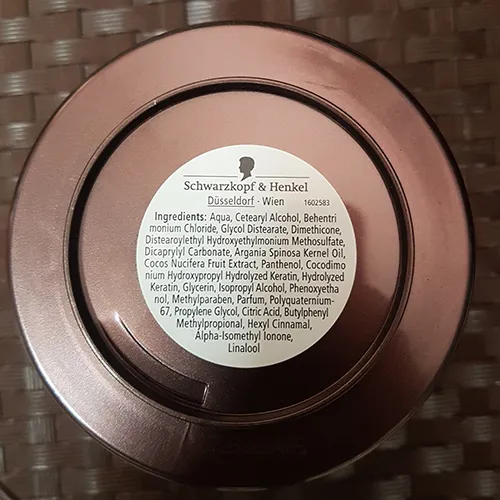 Schwarzkopf & Henkel
Düsseldorf · Wien 1602583
Ingredients: Aqua, Cetearyl Alcohol, Behentri
monium Chloride, Glycol Distearate, Dimethicone,
Distearoylethyl Hydroxyethylmonium Methosulfate,
Dicaprylyl Carbonate, Argania Spinosa Kernel Oil,
Cocos Nucifera Fruit Extract, Panthenol, Cocodimo
nium Hydroxypropyl Hydrolyzed Keratin, Hydrolyzed
Keratin, Glycerin, Isopropyl Alcohol, Phenoxyetha
nol, Methylparaben, Parfum, Polyquaternium-
67, Propylene Glycol, Citric Acid, Butylphenyl
Methylpropional, Hexyl Cinnamal,
Alpha-Isomethyl Ionone,
Linalool